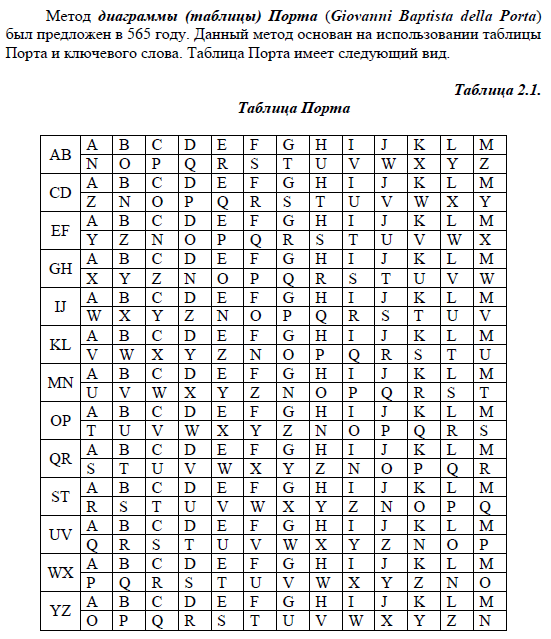 Метод диаграммы (таблицы) Порта (Giovanni Baptista della Porta)
был предложен в 565 году. Данный метод основан на использовании таблицы
Порта и ключевого слова. Таблица Порта имеет следующий вид.
Таблица 2.1.
Таблица Порта
AB A B C D E F G H I J K L M
N O P Q R S T U V W X Y Z
CD A B C D E F G H I J K L M
Z N O P Q R S T U V W X Y
EF A B C D E F G H I J K L M
Y Z N O P Q R S T U V W X
GH A B C D E F G H I J K L M
X Y Z N O P Q R S T U V W
IJ A B C D E F G H I J K L M
W X Y Z N O P Q R S T U V
KL A B C D E F G H I J K L M
V W X Y Z N O P Q R S T U
MN A B C D E F G H I J K L M
U V W X Y Z N O P Q R S T
OP A B C D E F G H I J K L M
T U V W X Y Z N O P Q R S
QR A B C D E F G H I J K L M
S T U V W X Y Z N O P Q R
ST A B C D E F G H I J K L M
R S T U V W X Y Z N O P Q
UV A B C D E F G H I J K L M
Q R S T U V W X Y Z N O P
WX A B C D E F G H I J K L M
P Q R S T U V W X Y Z N O
YZ A B C D E F G H I J K L M
O P Q R S T U V W X Y Z N